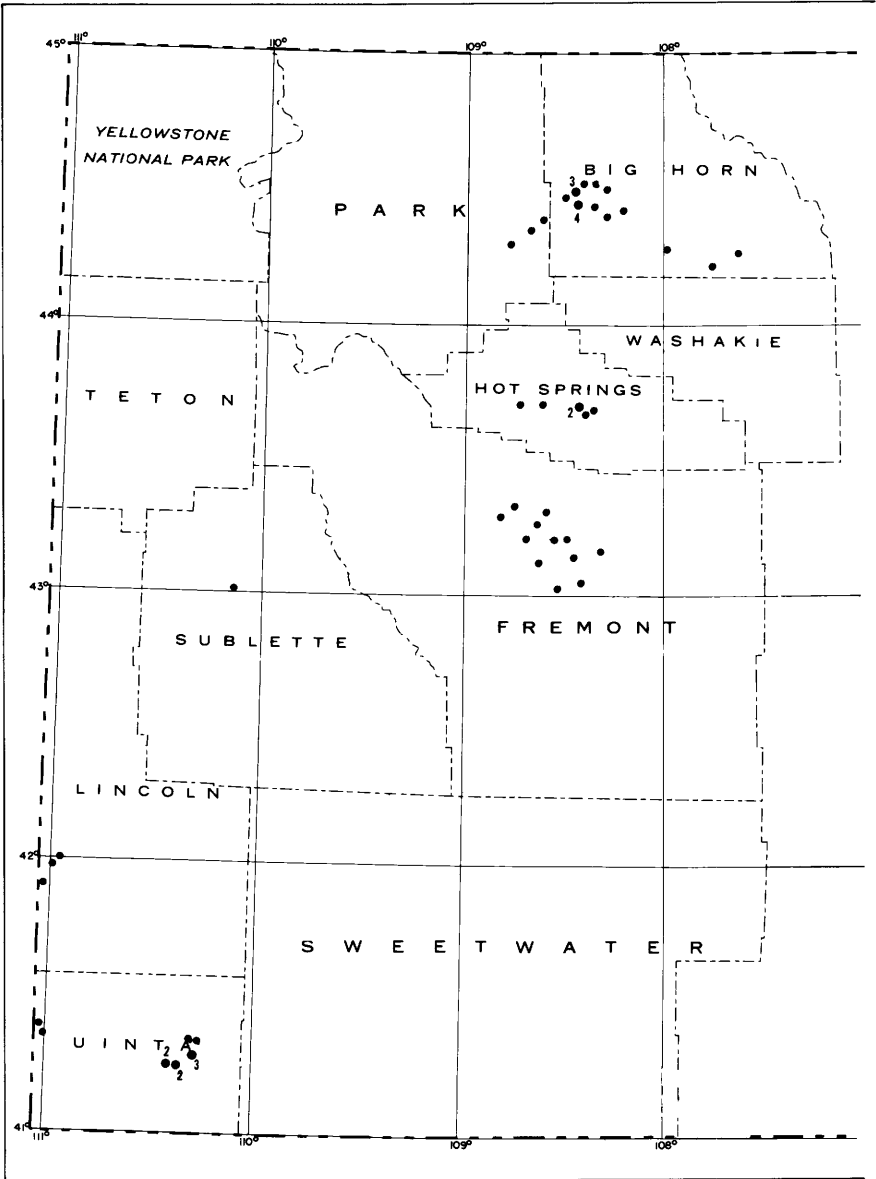 45°
111°
110°
109°
108°
YELLOWSTONE
NATIONAL PARK
BIG HORN
3
PARK
4
44°
WASHAKIE
TETON
HOT SPRINGS
2
43°
SUBLETTE
FREMONT
LINCOLN
42°
SWEETWATER
UINTA
2
3
2
41°
111°
110°
109°
108°